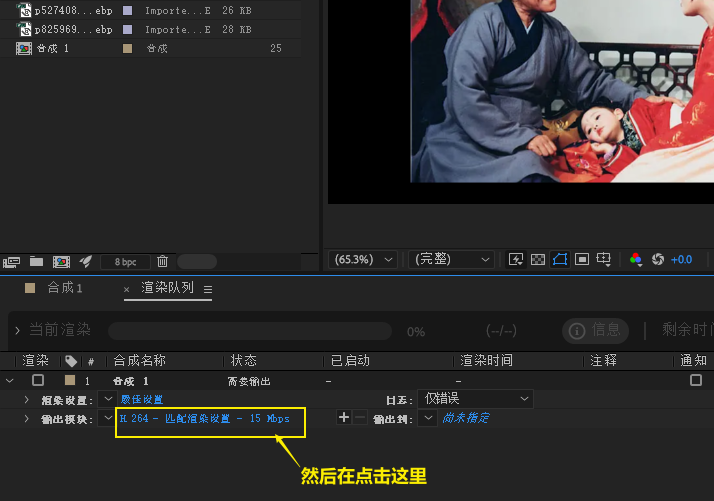 p527408...ebp Importe...E 26 KB
p825969...ebp Importe...E 28 KB
合成 1 合成 25
8 bpc
(65.3%) (完整) +0.0
合成1 × 渲染队列
当前渲染 0% (--/--) 信息 剩余时间
渲染 # 合成名称 状态 已启动 渲染时间 注释 通知
1 合成 1 需要输出 - -
渲染设置: 最佳设置 日志: 仅错误
输出模块: H.264 - 匹配渲染设置 - 15 Mbps + - 输出到: 尚未指定
然后在点击这里